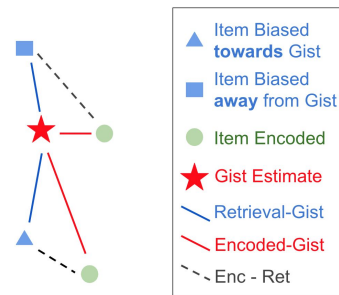 Item Biased
towards Gist
Item Biased
away from Gist
Item Encoded
Gist Estimate
Retrieval-Gist
Encoded-Gist
Enc - Ret